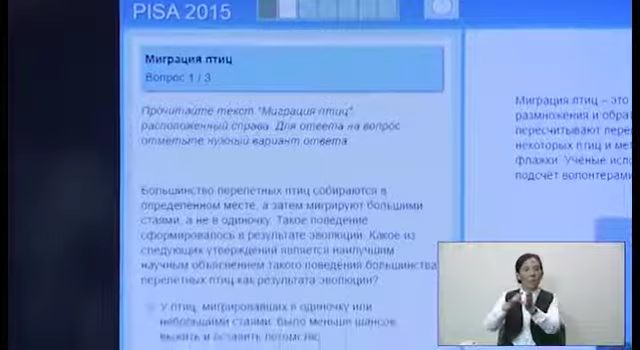 PISA 2015
Миграция птиц
Вопрос 1 / 3
Прочитайте текст "Миграция птиц",
расположенный справа. Для ответа на вопрос
отметьте нужный вариант ответа
Большинство перелетных птиц собираются в
определенном месте, а затем мигрируют большими
стаями, а не в одиночку. Такое поведение
сформировалось в результате эволюции. Какое из
следующих утверждений является наилучшим
научным объяснением такого поведения большинства
перелетных птиц как результата эволюции?
У птиц, мигрировавших в одиночку или
небольшими стаями, было меньше шансов
выжить и оставить потомство
Миграция птиц – это
размножения и обра
пересчитывают пере
некоторых птиц и мет
флажки. Учёные испо
подсчёт волонтерами